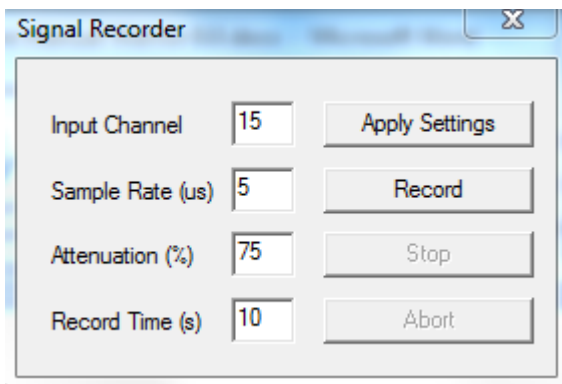 Signal Recorder
Input Channel 15 Apply Settings
Sample Rate (us) 5 Record
Attenuation (%) 75 Stop
Record Time (s) 10 Abort